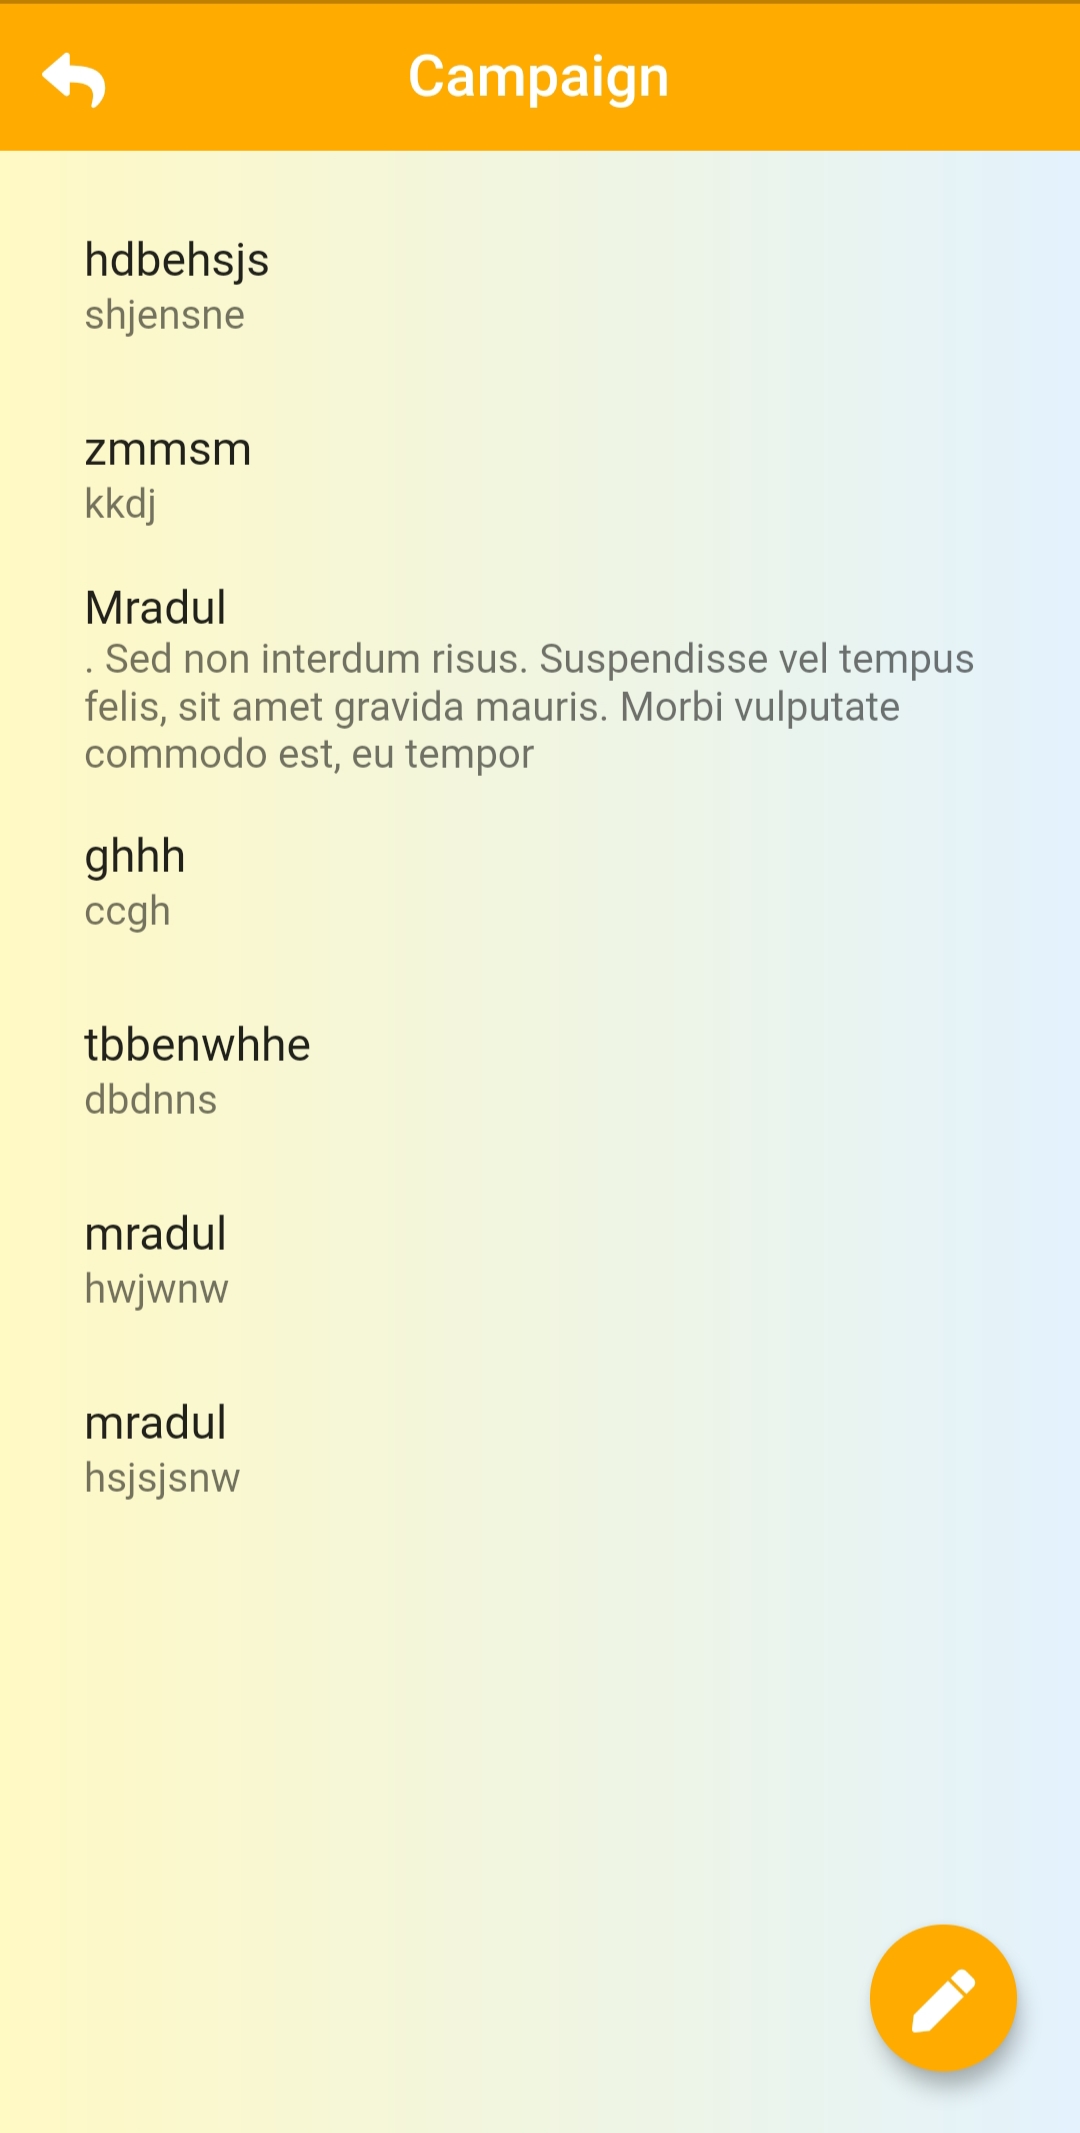 Campaign
hdbehsjs
shjensne
zmmsm
kkdj
Mradul
. Sed non interdum risus. Suspendisse vel tempus
felis, sit amet gravida mauris. Morbi vulputate
commodo est, eu tempor
ghhh
ccgh
tbbenwhhe
dbdnns
mradul
hwjwnw
mradul
hsjsjsnw